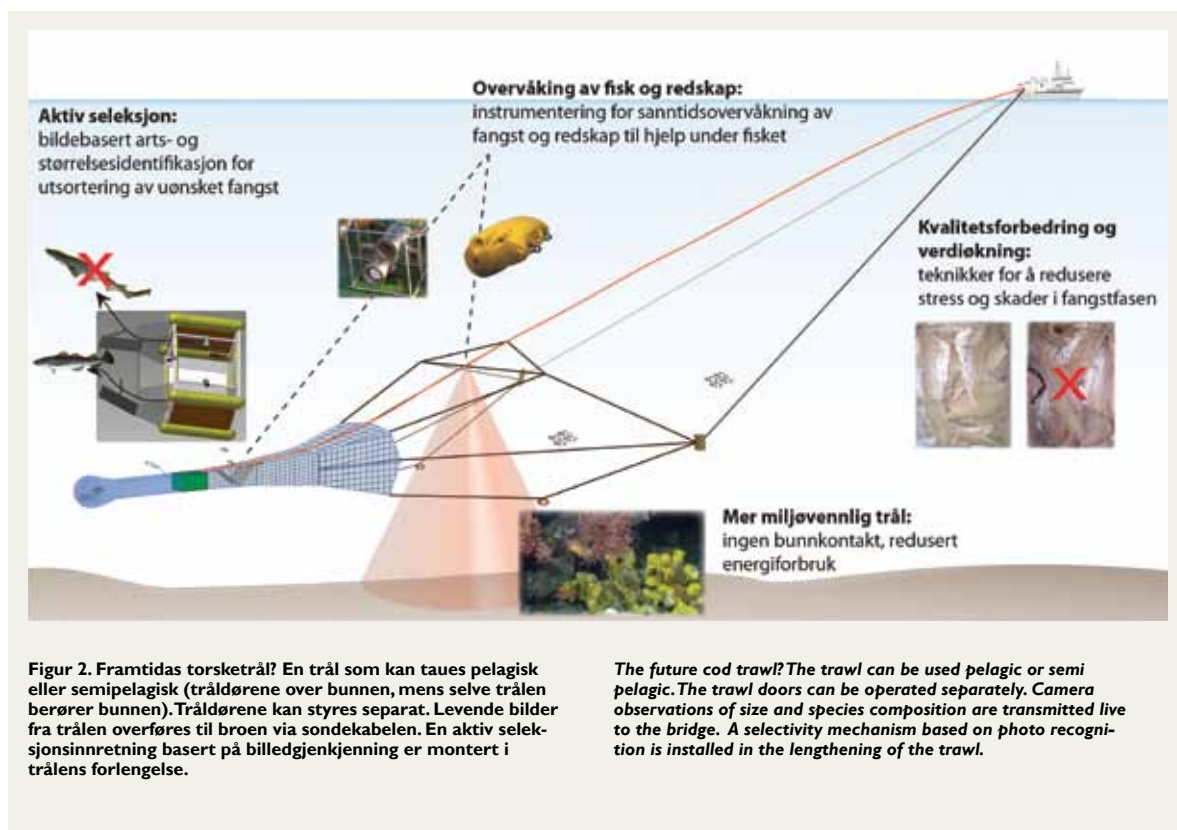 Aktiv seleksjon:
bildebasert arts- og
størrelsesidentifikasjon for
utsortering av uønsket fangst
Overvåking av fisk og redskap:
instrumentering for sanntidsovervåkning av
fangst og redskap til hjelp under fisket
Kvalitetsforbedring og
verdiøkning:
teknikker for å redusere
stress og skader i fangstfasen
Mer miljøvennlig trål:
ingen bunnkontakt, redusert
energiforbruk
Figur 2. Framtidas torsketrål? En trål som kan taues pelagisk
eller semipelagisk (tråldørene over bunnen, mens selve trålen
berører bunnen). Tråldørene kan styres separat. Levende bilder
fra trålen overføres til broen via sondekabelen. En aktiv selek-
sjonsinnretning basert på billedgjenkjenning er montert i
trålens forlengelse.
The future cod trawl? The trawl can be used pelagic or semi
pelagic. The trawl doors can be operated separately. Camera
observations of size and species composition are transmitted live
to the bridge. A selectivity mechanism based on photo recogni-
tion is installed in the lengthening of the trawl.